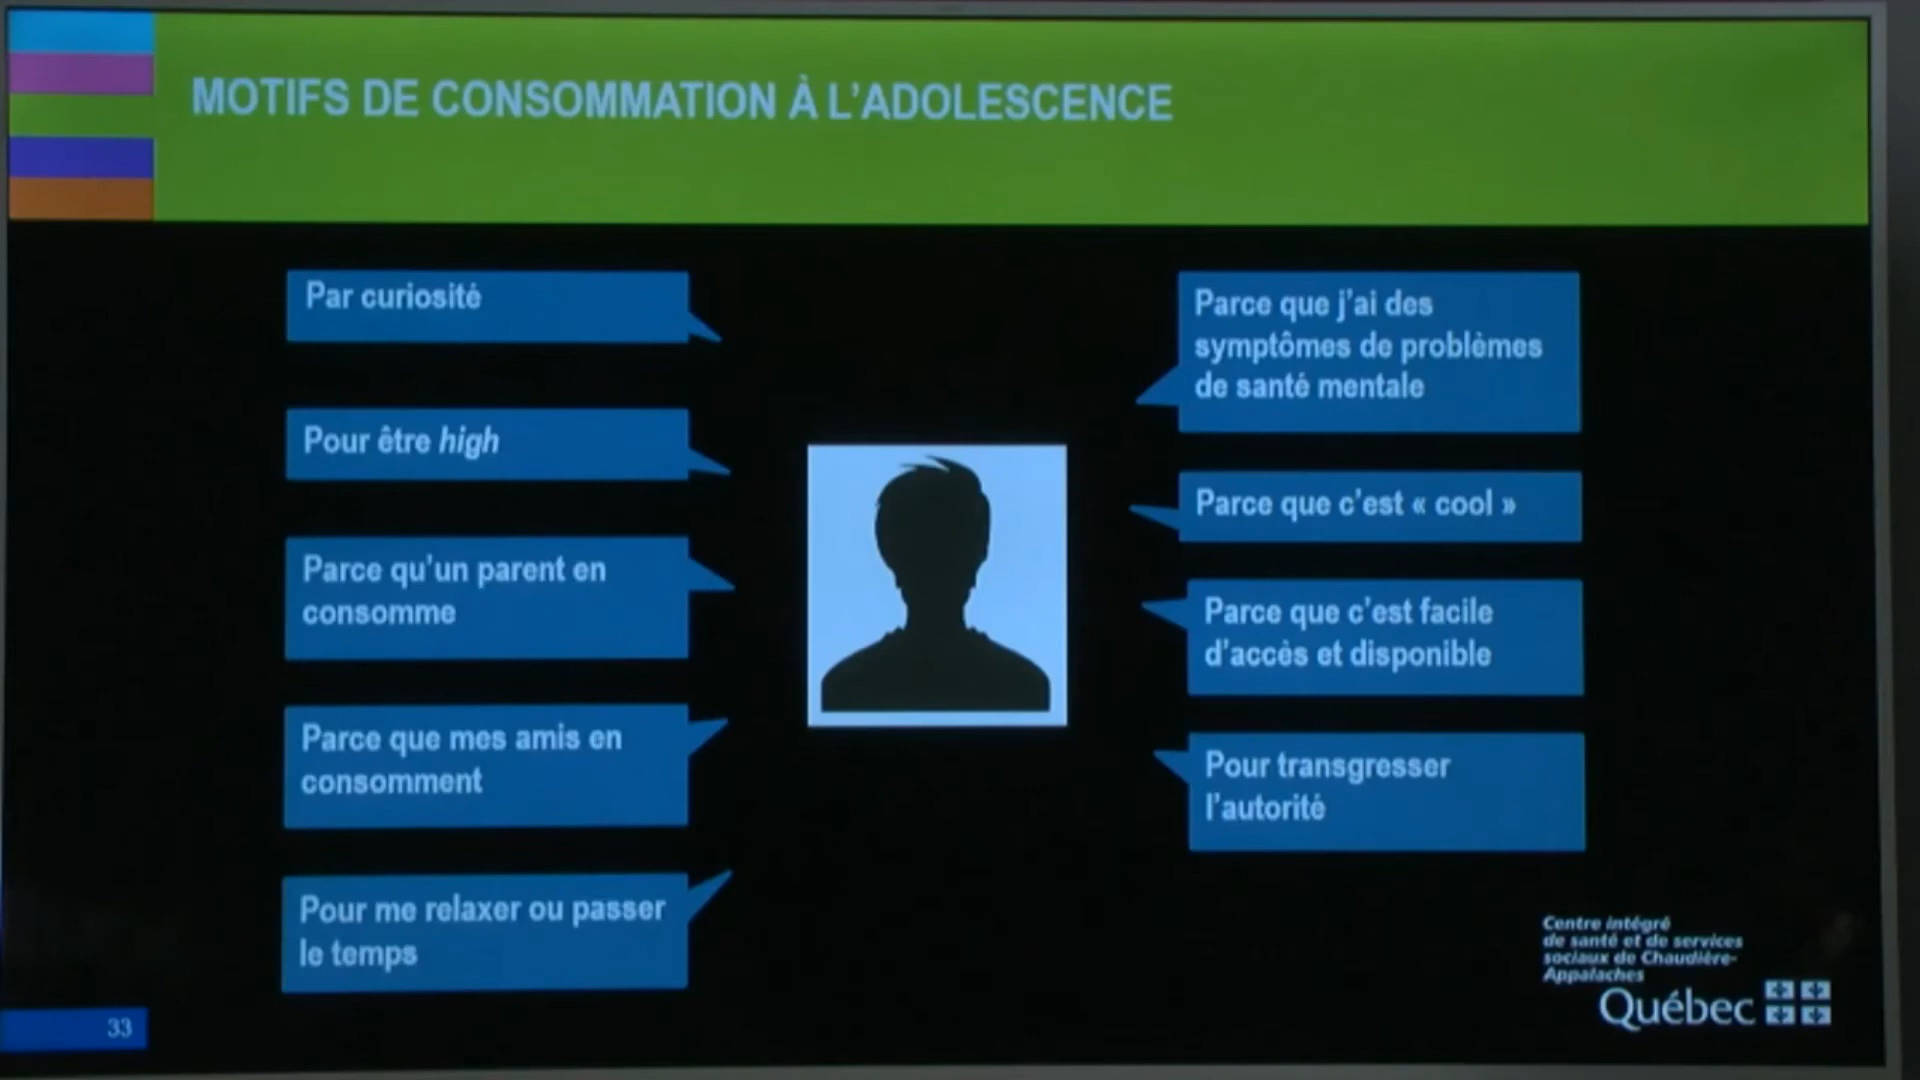 MOTIFS DE CONSOMMATION À L'ADOLESCENCE
Par curiosité
Pour être high
Parce qu'un parent en
consomme
Parce que mes amis en
consomment
Pour me relaxer ou passer
le temps
Parce que j'ai des
symptômes de problèmes
de santé mentale
Parce que c'est « cool »
Parce que c'est facile
d'accès et disponible
Pour transgresser
l'autorité
Centre intégré
de santé et de services
sociaux de Chaudière-
Appalaches
Québec
33